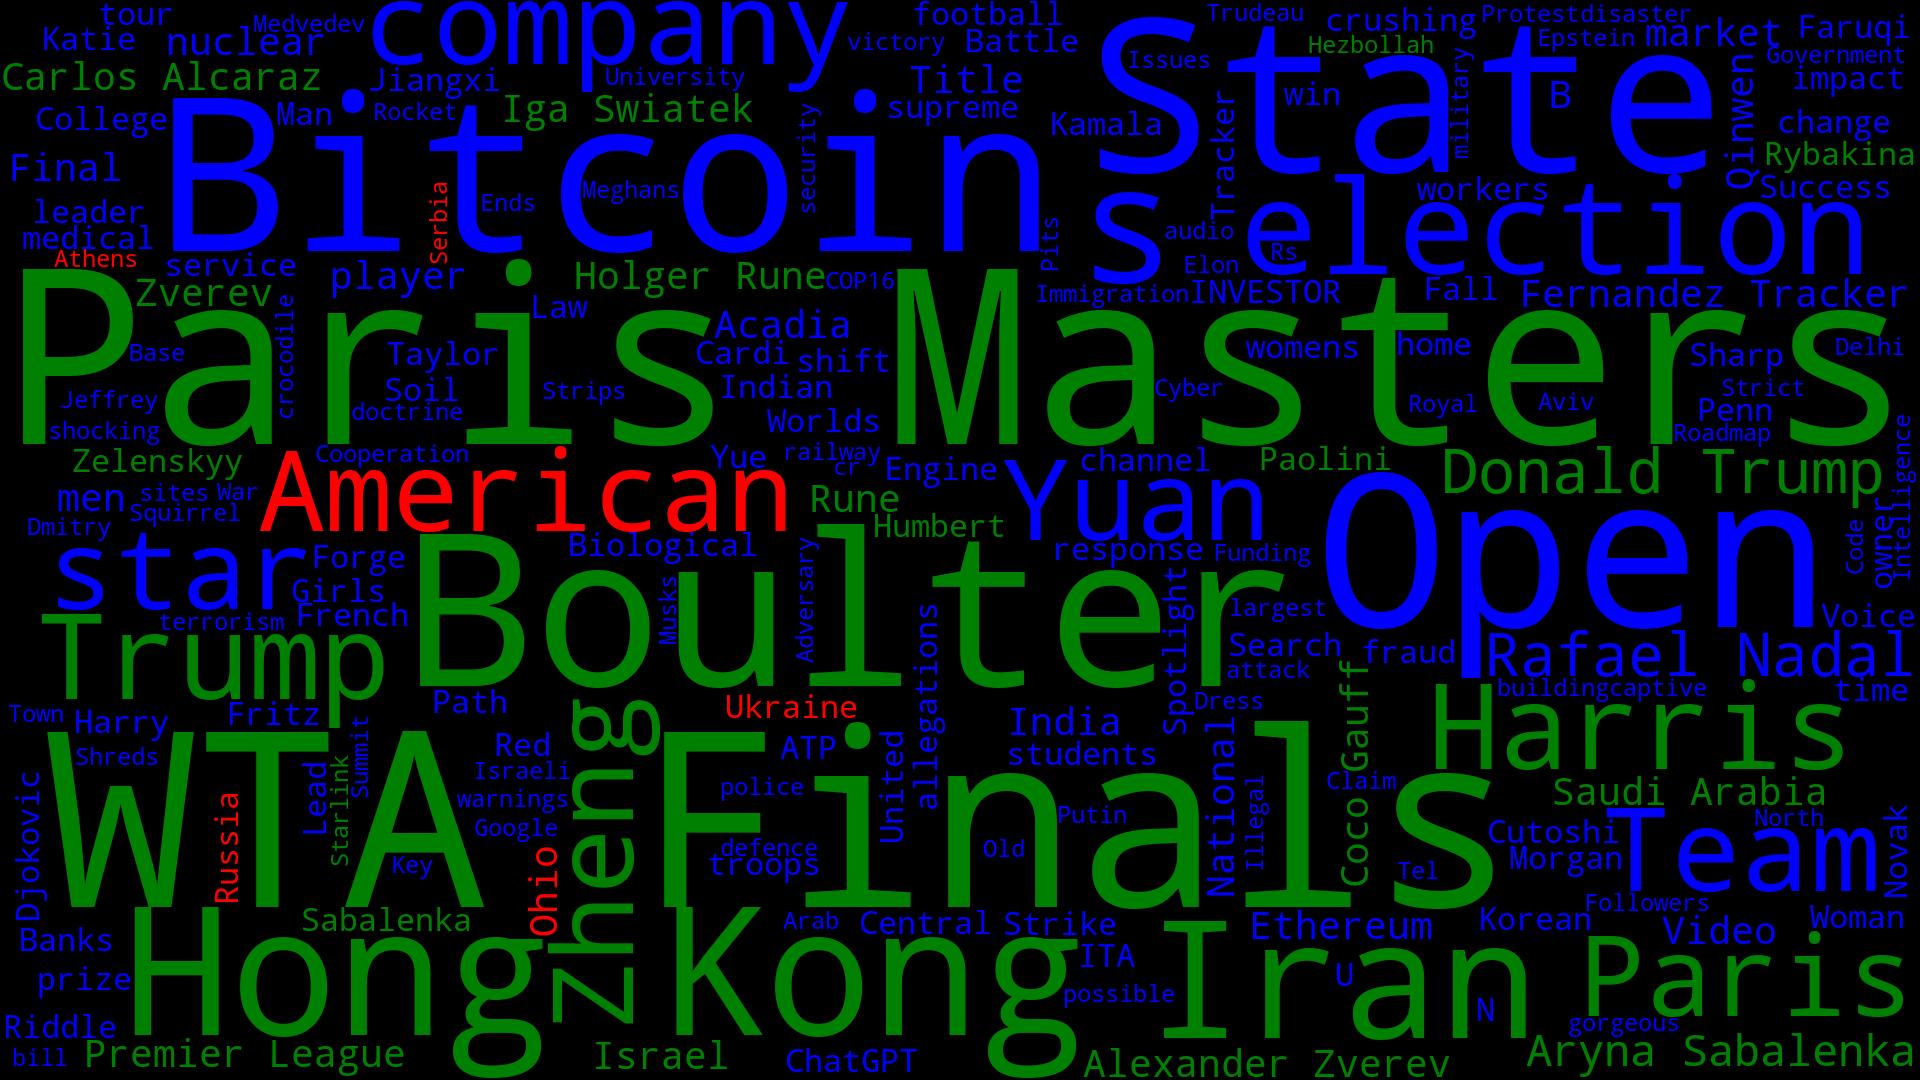 tour
Medvedev
company
football
State
Trudeau
crushing
Protestdisaster
Katie
nuclear
victory
Battle
Hezbollah
Epstein
market
Faruqi
Government
Carlos Alcaraz
Jiangxi
University
Title
Issues
military
impact
College
Man
Rocket
Iga Swiatek
supreme
Kamala
win
B
Qinwen
change
Bitcoin
security
Tracker
Rybakina
Final
Serbia
Ends
Meghans
s
election
workers
Success
leader
medical
Pits
audio
Rs
Athens
service
player
Holger Rune
COP16
Elon
Zverev
crocodile
Law
Immigration
INVESTOR
Fall
Fernandez
Tracker
Paris Masters
Base
Taylor
Acadia
Cardi
shift
womens
home
Sharp
Delhi
Jeffrey
Soil
Strips
Indian
Cyber
Strict
shocking
doctrine
Worlds
Royal
Aviv
Penn
Roadmap
Zelenskyy
Cooperation
American
Yue
railway
cr
Engine
channel
Paolini
Donald Trump
Intelligence
men
sites
War
Squirrel
Rune
Yuan
Open
Dmitry
Humbert
Code
owner
star
Forge
Biological
Boulter
response
Funding
Girls
French
Musks
Adversary
largest
Voice
Trump
terrorism
allegations
Spotlight
Search
attack
fraud
Rafael Nadal
Town
Harry
Fritz
Path
Ukraine
Dress
Coco Gauff
Harris
buildingcaptive
time
Shreds
Summit
zheng
Red
ATP
India
students
National
WTA Finals
Starlink
Lead
Israeli
warnings
police
United
Illegal
Claim
Saudi Arabia
Djokovic
Russia
Google
Putin
Cutoshi
Team
North
Novak
Key
defence
troops
Old
Tel
Morgan
Ohio
Sabalenka
Arab
Central
Strike
Ethereum
Korean
Followers
Woman
Banks
Hong Kong
ITA
Iran
Video
prize
possible
U
Paris
Riddle
N
gorgeous
bill
Premier League
Israel
ChatGPT
Alexander Zverev
Aryna Sabalenka